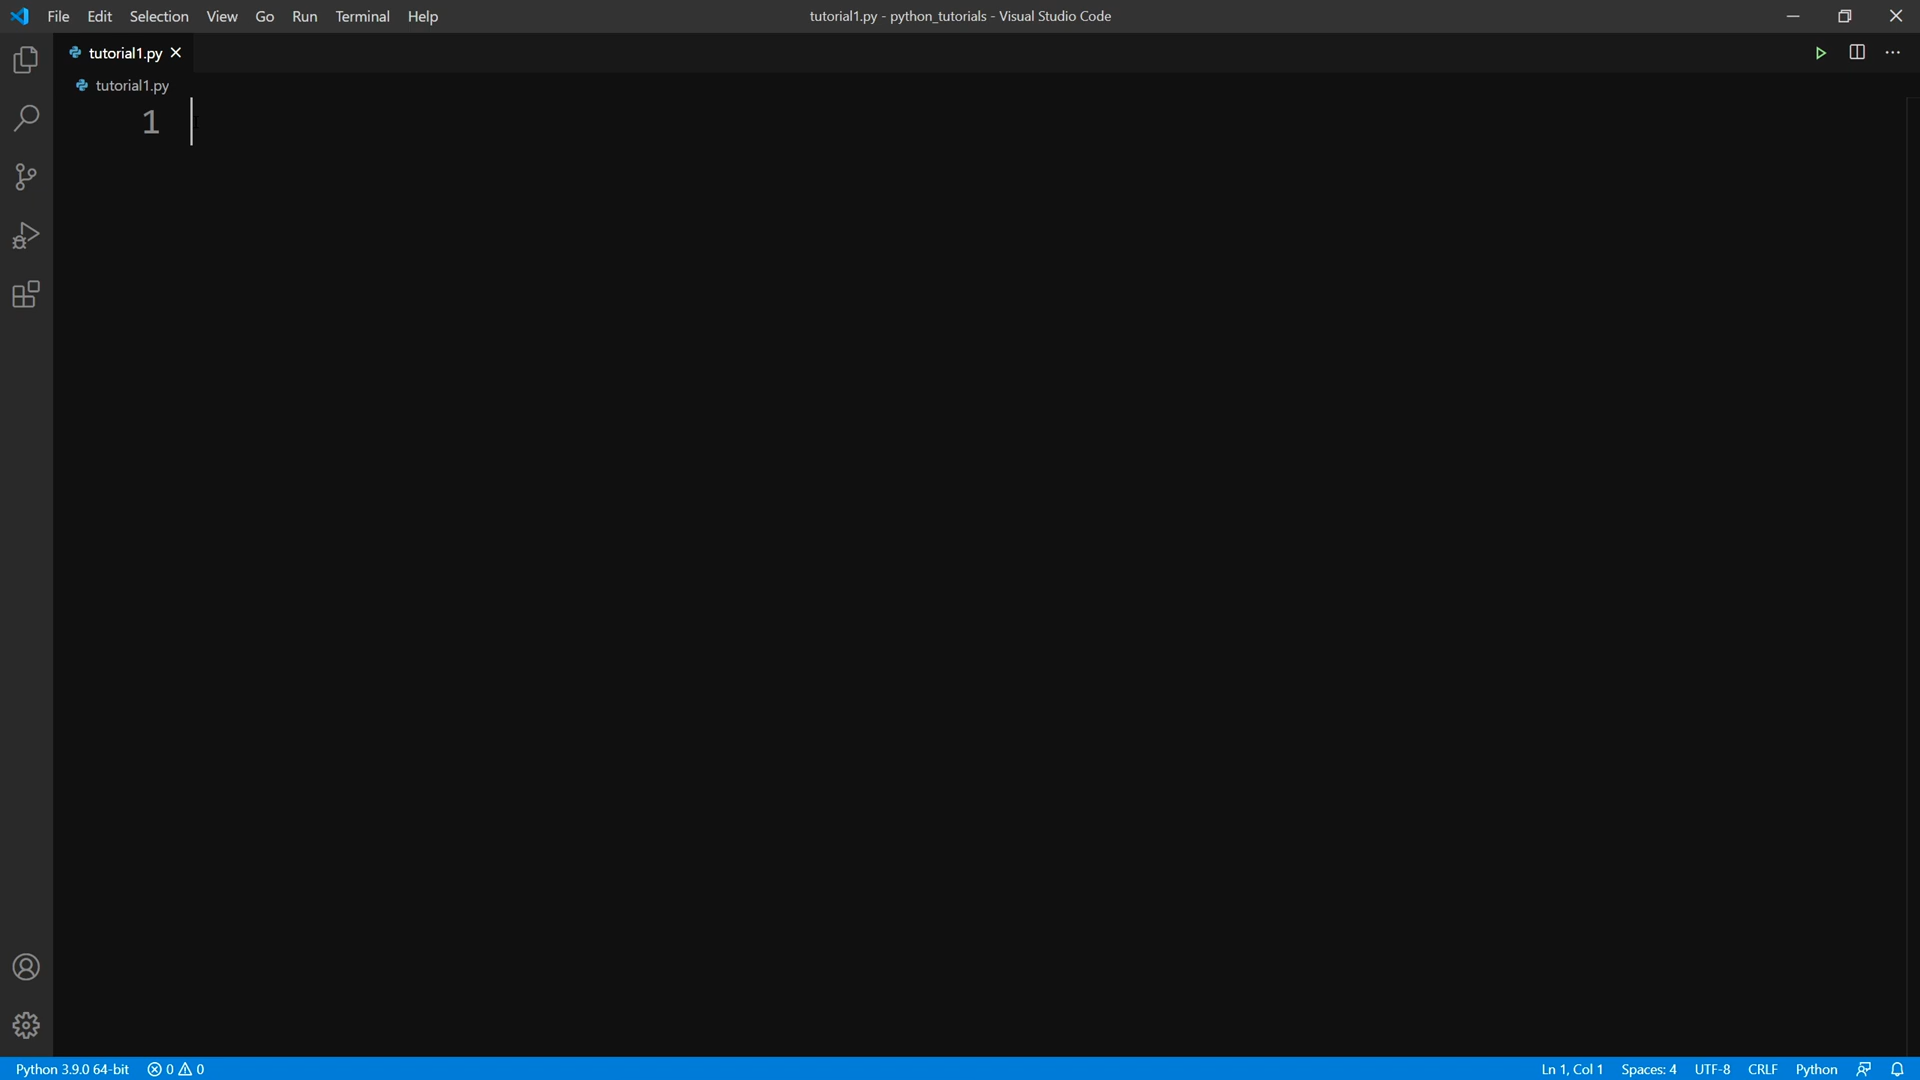 File Edit Selection View Go Run Terminal Help tutorial1.py - python_tutorials - Visual Studio Code
tutorial1.py
tutorial1.py
1
Python 3.9.0 64-bit 0 0 Ln 1, Col 1 Spaces: 4 UTF-8 CRLF Python